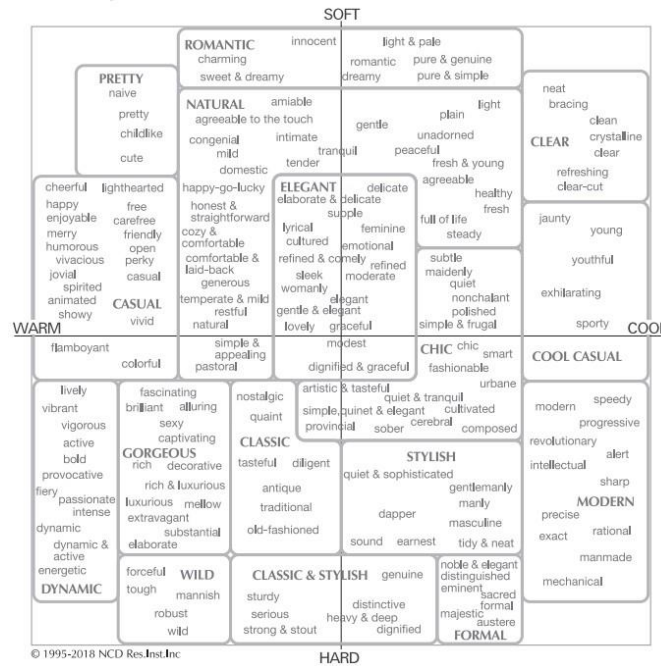 SOFT
ROMANTIC
innocent
light & pale
charming
romantic
pure & genuine
sweet & dreamy
dreamy
pure & simple
PRETTY
naive
pretty
childlike
cute
NATURAL
amiable
light
agreeable to the touch
plain
gentle
congenial
intimate
unadorned
mild
tranquil
peaceful
domestic
tender
fresh & young
happy-go-lucky
agreeable
honest &
straightforward
healthy
fresh
cozy &
comfortable
full of life
steady
comfortable &
laid-back
generous
temperate & mild
restful
natural
simple &
appealing
pastoral
neat
bracing
clean
crystalline
CLEAR
clear
refreshing
clear-cut
cheerful
lighthearted
happy
free
enjoyable
carefree
merry
friendly
humorous
open
vivacious
perky
jovial
casual
spirited
animated
CASUAL
showy
vivid
flamboyant
colorful
ELEGANT
delicate
elaborate & delicate
supple
lyrical
feminine
cultured
emotional
refined & comely
refined
sleek
moderate
womanly
elegant
gentle & elegant
lovely
graceful
modest
dignified & graceful
subtle
maidenly
quiet
nonchalant
polished
simple & frugal
CHIC
chic
smart
fashionable
urbane
artistic & tasteful
quiet & tranquil
simple,quinet & elegant
cultivated
provincial
sober
cerebral
composed
jaunty
young
youthful
exhilarating
sporty
COOL CASUAL
WARM
COOL
lively
vibrant
vigorous
active
bold
provocative
fiery
passionate
intense
dynamic
dynamic &
active
energetic
DYNAMIC
fascinating
brilliant
alluring
sexy
captivating
GORGEOUS
rich
decorative
rich & luxurious
luxurious
mellow
extravagant
substantial
elaborate
nostalgic
quaint
CLASSIC
tasteful
diligent
antique
traditional
old-fashioned
STYLISH
quiet & sophisticated
gentlemanly
manly
dapper
masculine
sound
earnest
tidy & neat
modern
speedy
progressive
revolutionary
alert
intellectual
sharp
MODERN
precise
exact
rational
manmade
mechanical
forceful
WILD
tough
mannish
robust
wild
CLASSIC & STYLISH
genuine
sturdy
distinctive
serious
heavy & deep
strong & stout
dignified
noble & elegant
distinguished
eminent
sacred
formal
majestic
austere
FORMAL
© 1995-2018 NCD Res.Inst.Inc
HARD